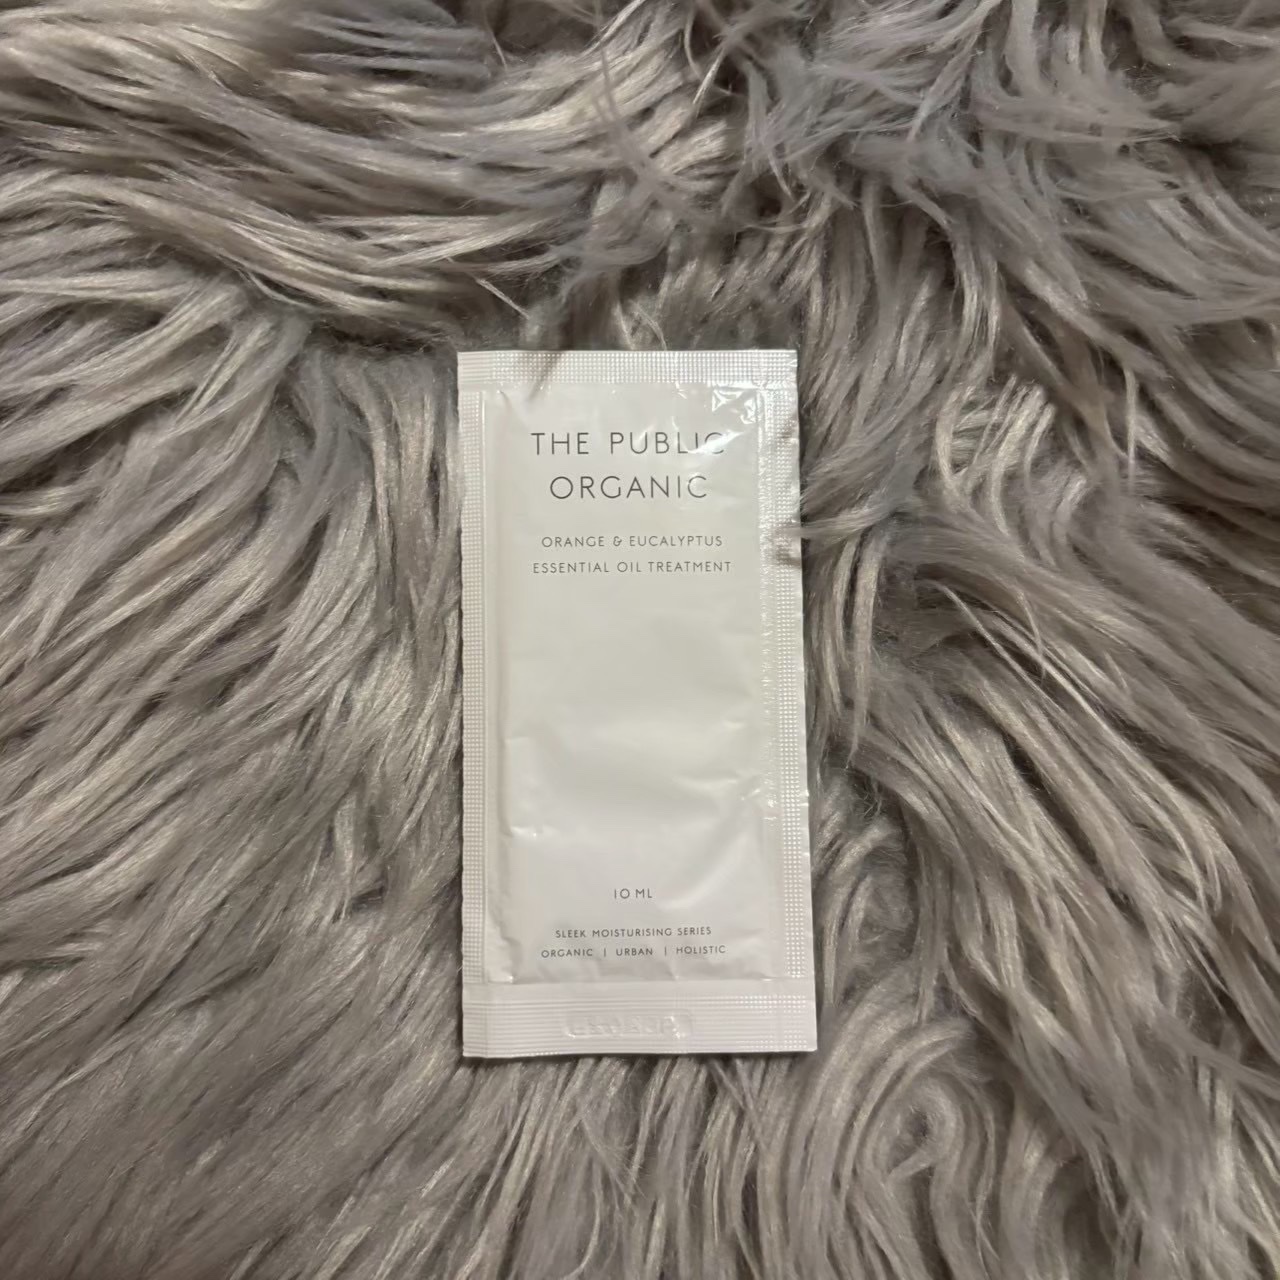 THE PUBLIC
ORGANIC
ORANGE & EUCALYPTUS
ESSENTIAL OIL TREATMENT
10 ML
SLEEK MOISTURISING SERIES
ORGANIC | URBAN | HOLISTIC